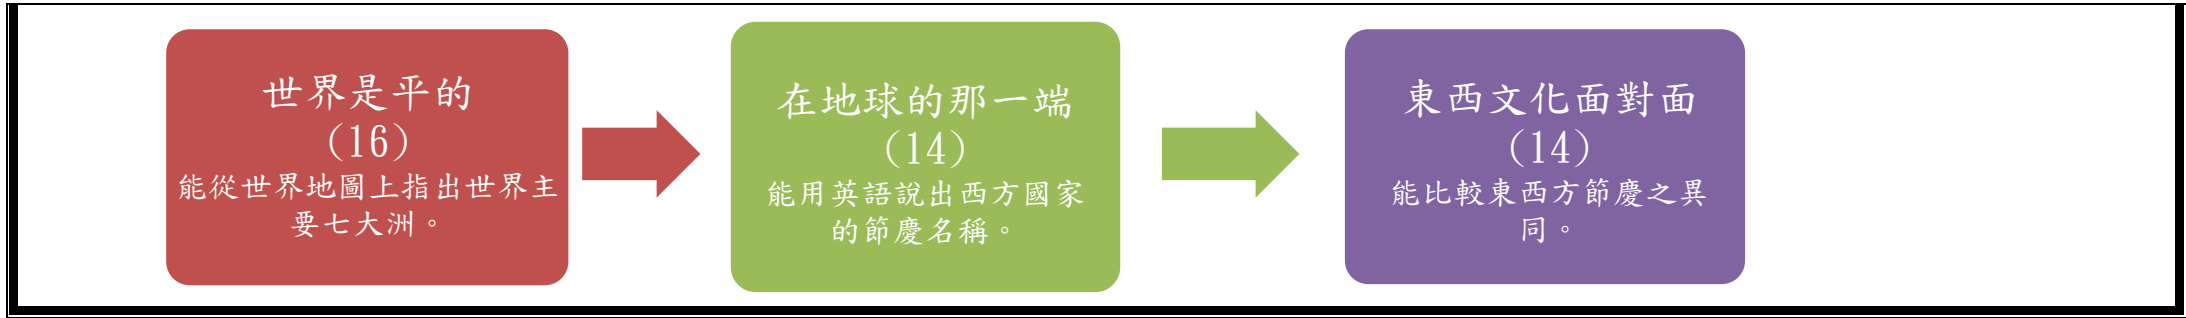 世界是平的
(16)
能從世界地圖上指出世界主
要七大洲。
在地球的那一端
(14)
能用英語說出西方國家
的節慶名稱。
東西文化面對面
(14)
能比較東西方節慶之異
同。